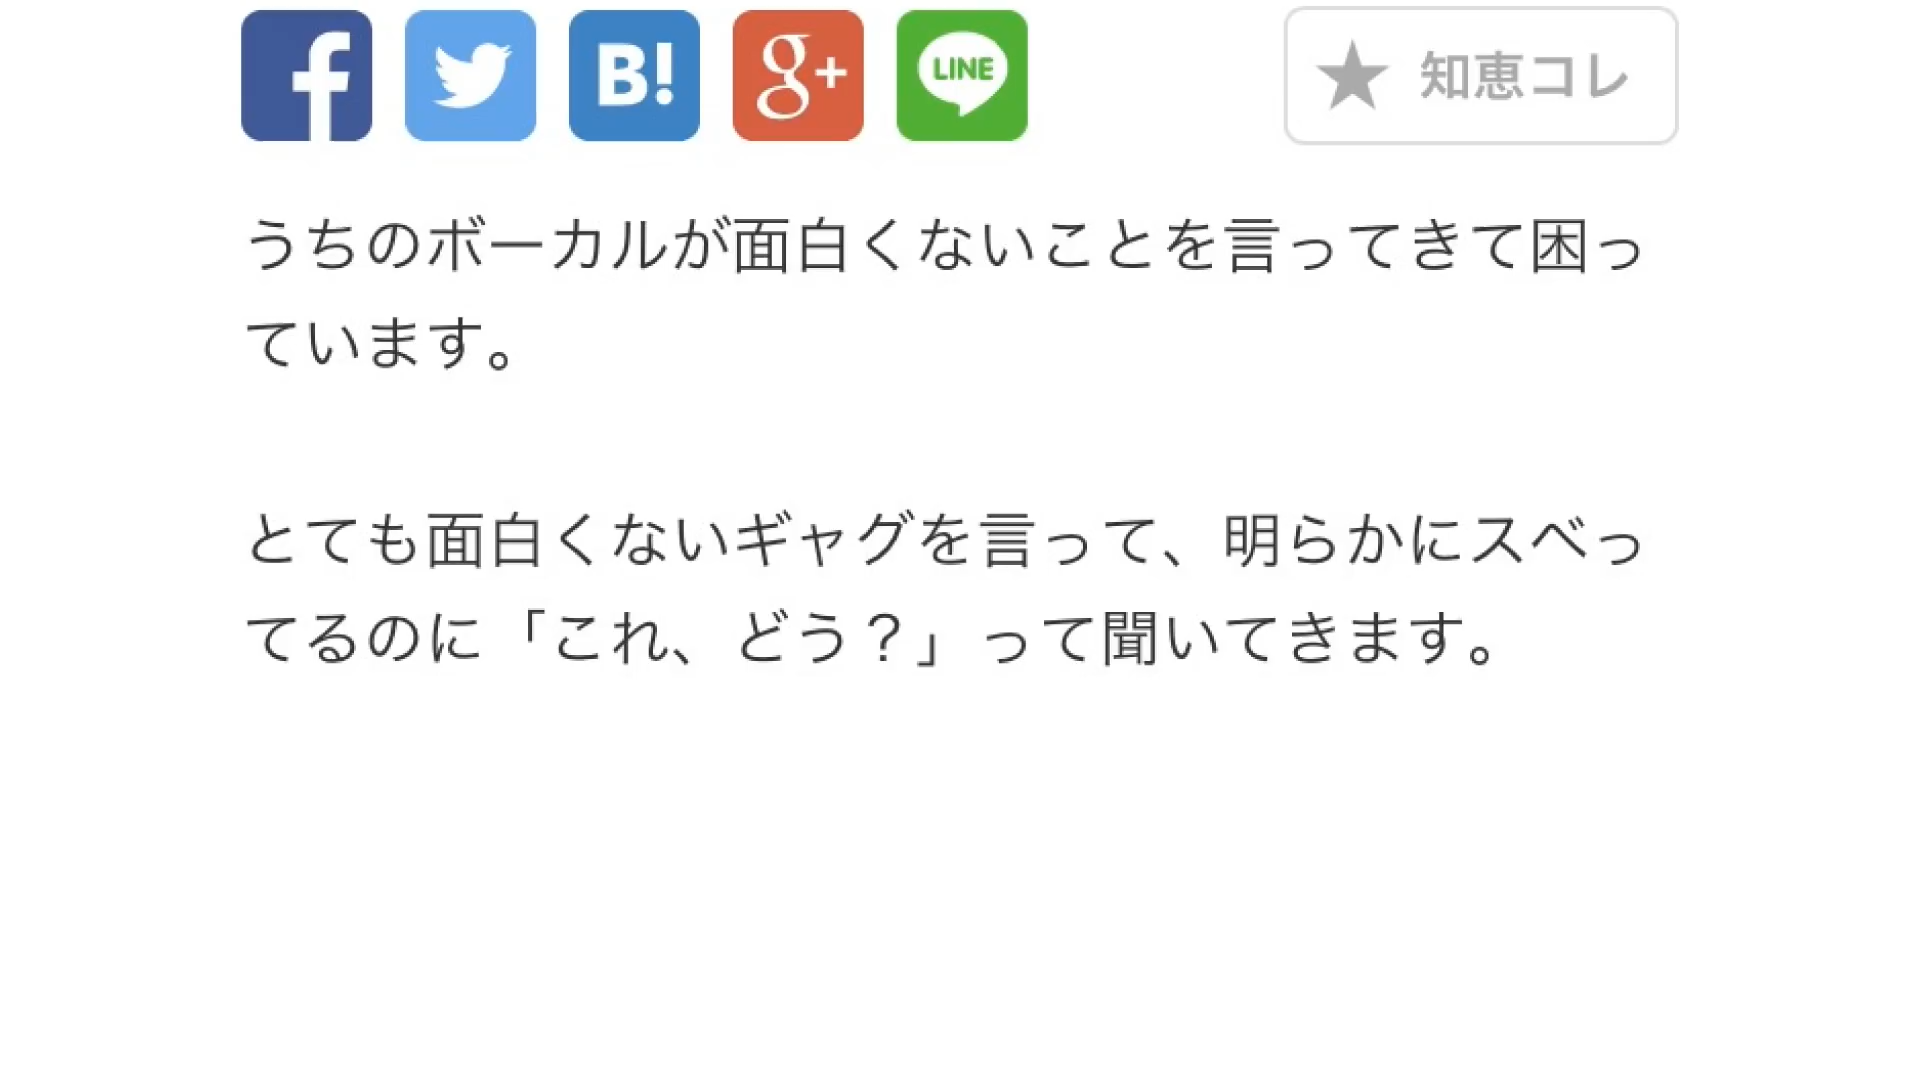 f B! g+ LINE ★ 知恵コレ
うちのボーカルが面白くないことを言ってきて困っ
ています。
とても面白くないギャグを言って、明らかにスベっ
てるのに「これ、どう？」って聞いてきます。